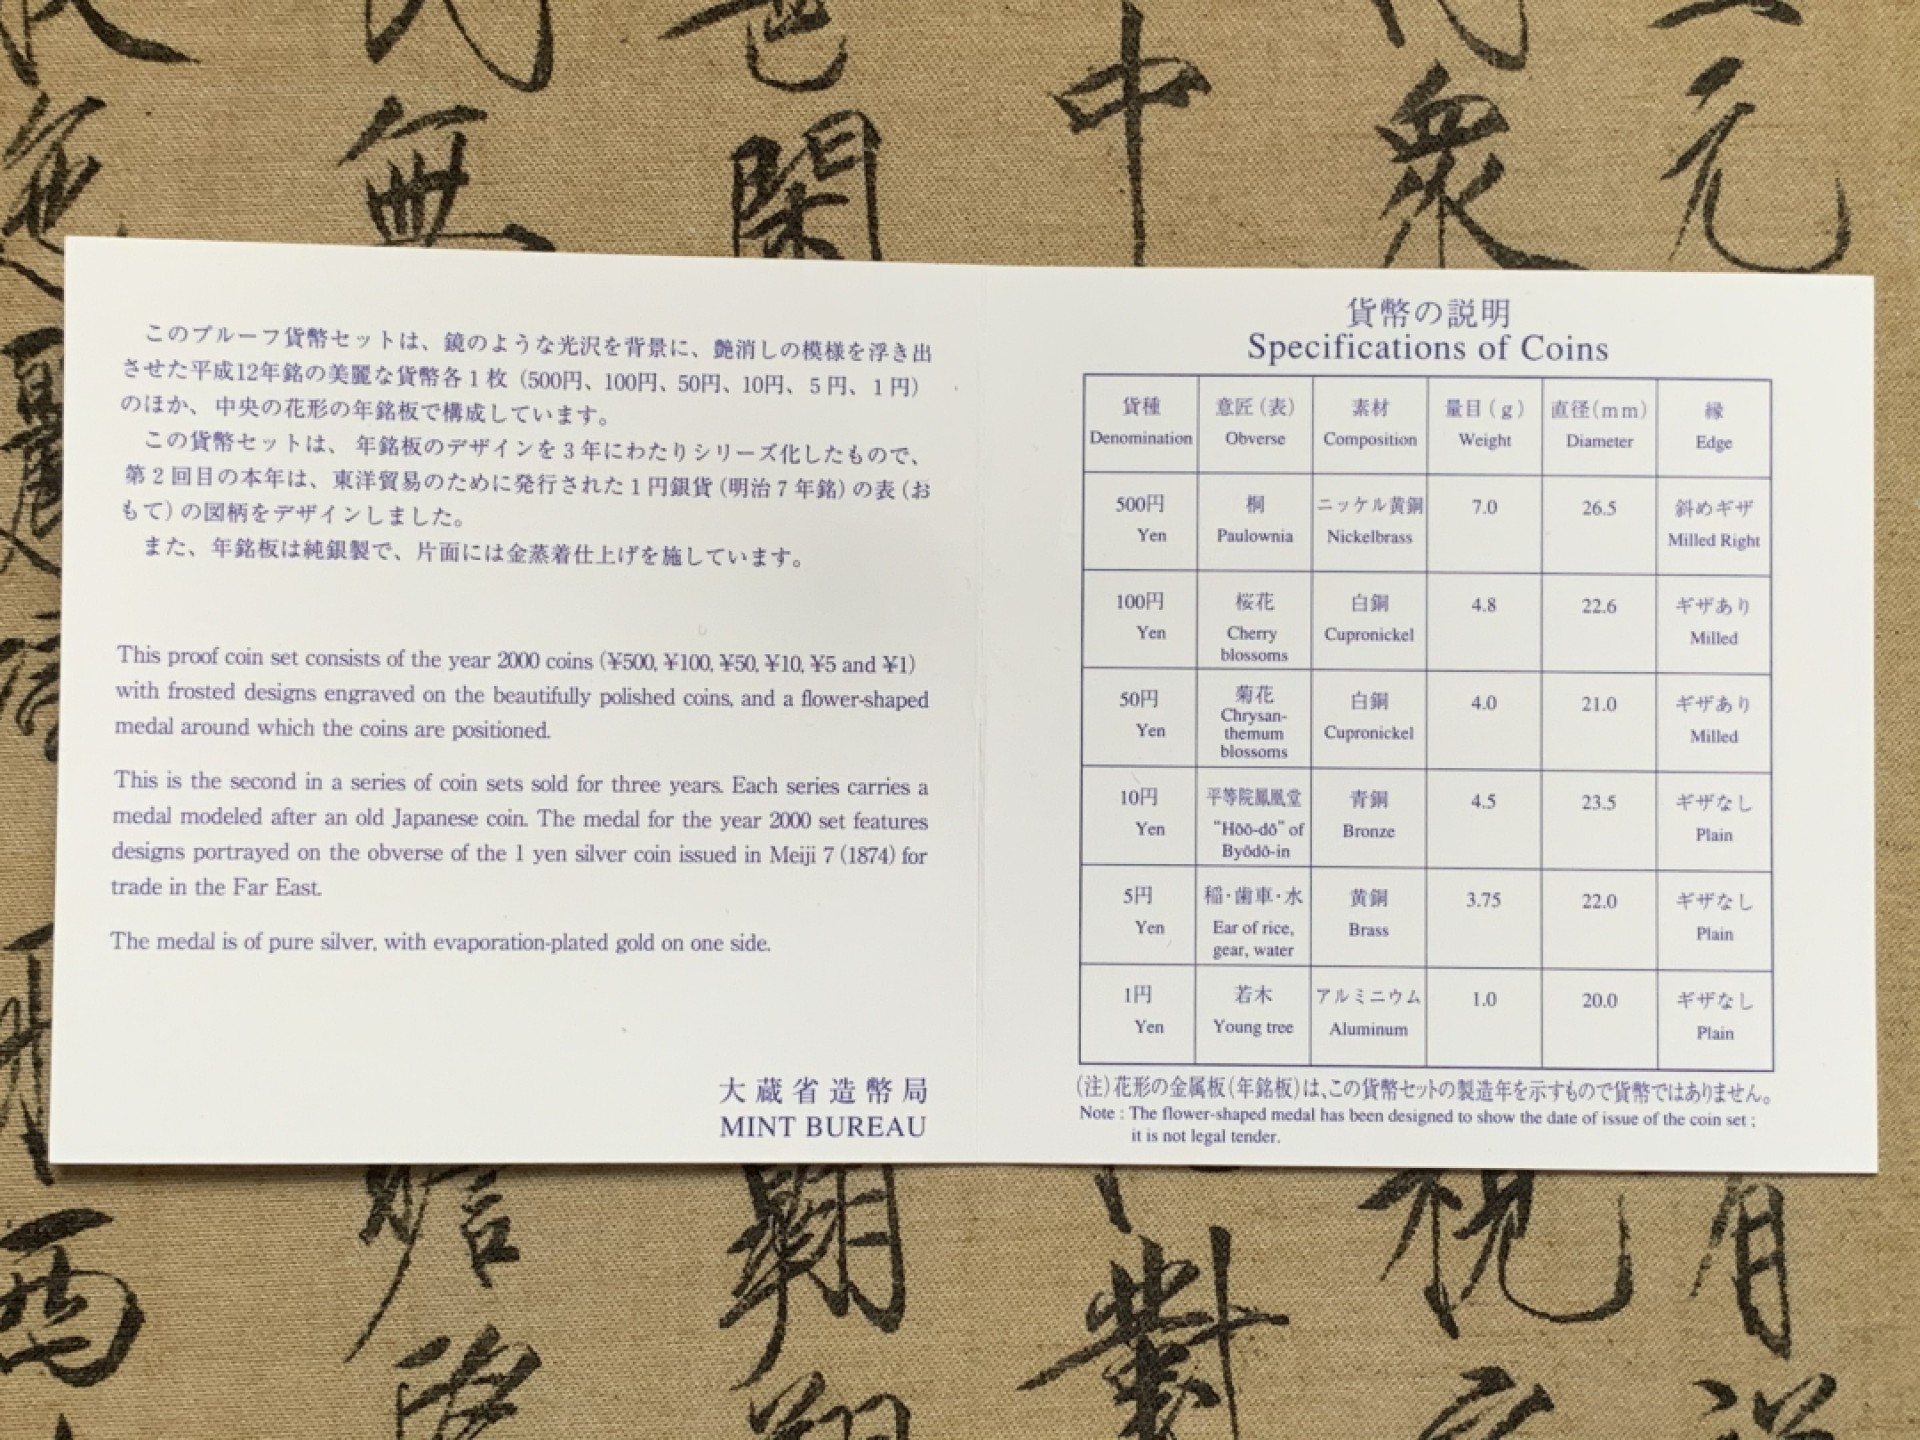 このプルーフ貨幣セットは、鏡のような光沢を背景に、艶消しの模様を浮き出
させた平成12年銘の美麗な貨幣各1枚（500円、100円、50円、10円、5円、1円）
のほか、中央の花形の年銘板で構成しています。
この貨幣セットは、年銘板のデザインを3年にわたりシリーズ化したもので、
第2回目の本年は、東洋貿易のために発行された1円銀貨（明治7年銘）の表（お
もて）の図柄をデザインしました。
また、年銘板は純銀製で、片面には金蒸着仕上げを施しています。
This proof coin set consists of the year 2000 coins (¥500, ¥100, ¥50, ¥10, ¥5 and ¥1)
with frosted designs engraved on the beautifully polished coins, and a flower-shaped
medal around which the coins are positioned.
This is the second in a series of coin sets sold for three years. Each series carries a
medal modeled after an old Japanese coin. The medal for the year 2000 set features
designs portrayed on the obverse of the 1 yen silver coin issued in Meiji 7 (1874) for
trade in the Far East.
The medal is of pure silver, with evaporation-plated gold on one side.
大蔵省造幣局
MINT BUREAU
貨幣の説明
Specifications of Coins
貨種 意匠（表） 素材 量目（g） 直径（mm） 縁
Denomination Obverse Composition Weight Diameter Edge
500円 桐 ニッケル黄銅 7.0 26.5 斜めギザ
Yen Paulownia Nickelbrass Milled Right
100円 桜花 白銅 4.8 22.6 ギザあり
Yen Cherry Cupronickel Milled
blossoms
50円 菊花 白銅 4.0 21.0 ギザあり
Chrysan-
Yen themum Cupronickel Milled
blossoms
10円 平等院鳳凰堂 青銅 4.5 23.5 ギザなし
Yen "Hōō-dō" of Bronze Plain
Byōdō-in
5円 稲・歯車・水 黄銅 3.75 22.0 ギザなし
Yen Ear of rice, Brass Plain
gear, water
1円 若木 アルミニウム 1.0 20.0 ギザなし
Yen Young tree Aluminum Plain
（注）花形の金属板（年銘板）は、この貨幣セットの製造年を示すもので貨幣ではありません。
Note : The flower-shaped medal has been designed to show the date of issue of the coin set ;
it is not legal tender.
中
衆
元
無
閑
西
對
祝